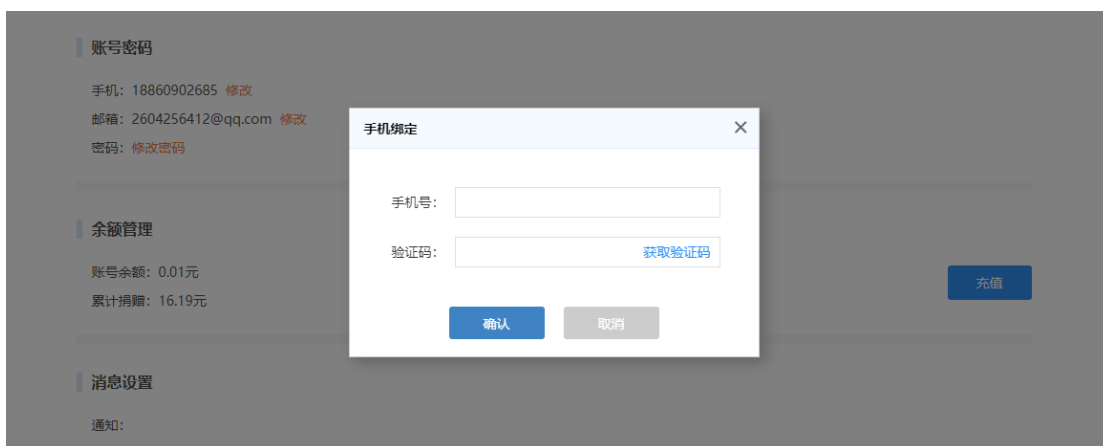 账号密码
手机：18860902685 修改
邮箱：2604256412@qq.com 修改
密码：修改密码
余额管理
账号余额：0.01元
累计捐赠：16.19元
充值
消息设置
通知：
手机绑定
手机号：
验证码：
获取验证码
确认
取消